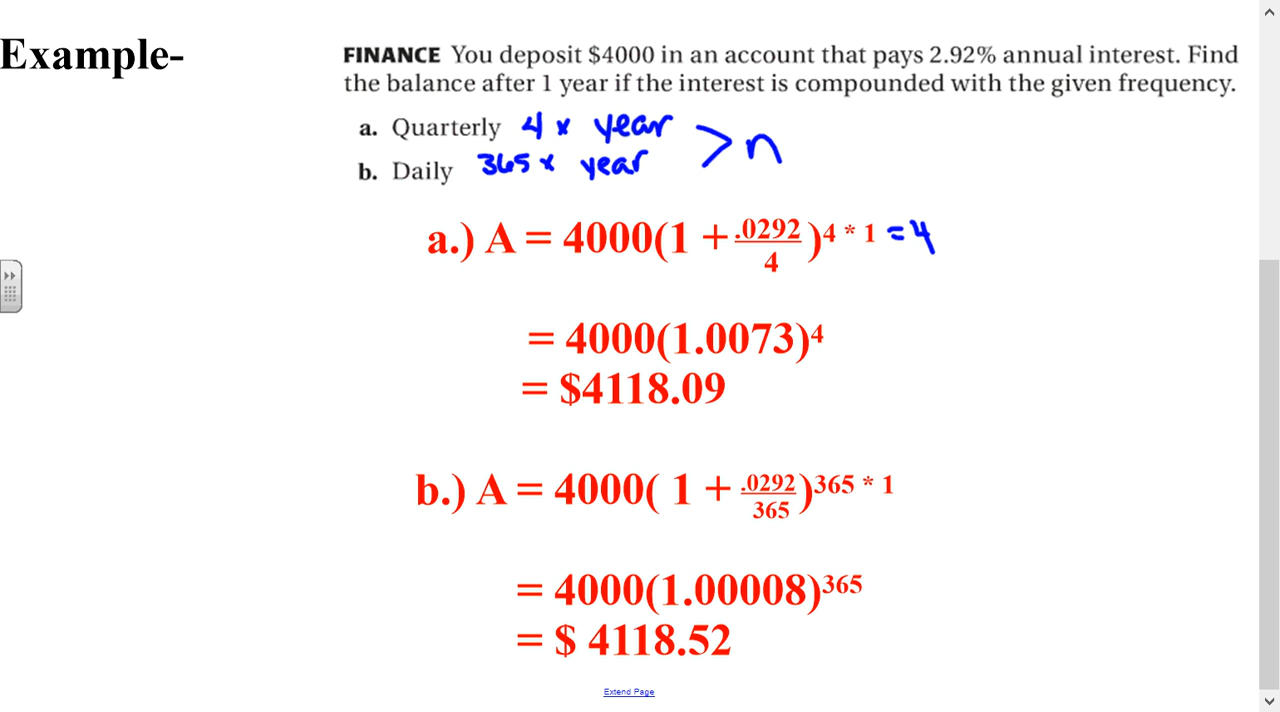 Example-
FINANCE You deposit $4000 in an account that pays 2.92% annual interest. Find
the balance after 1 year if the interest is compounded with the given frequency.
a. Quarterly 4 x year
b. Daily 365 x year > n
a.) A = 4000(1 + .0292/4)^4 * 1 = 4
= 4000(1.0073)^4
= $4118.09
b.) A = 4000( 1 + .0292/365)^365 * 1
= 4000(1.00008)^365
= $ 4118.52
Extend Page